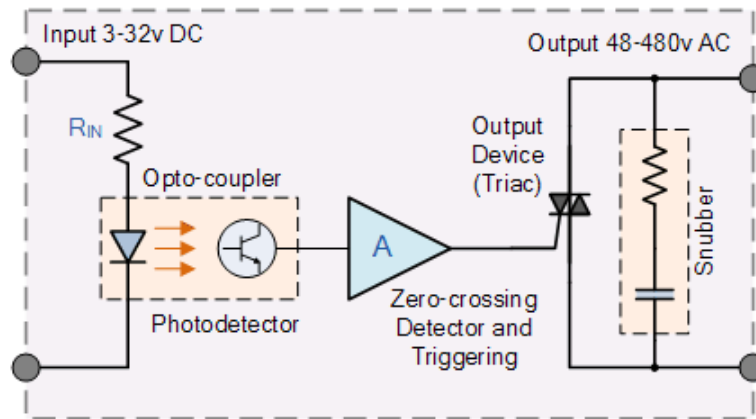 Input 3-32v DC
Output 48-480v AC
RIN
Output
Device
(Triac)
Opto-coupler
Snubber
A
Photodetector
Zero-crossing
Detector and
Triggering